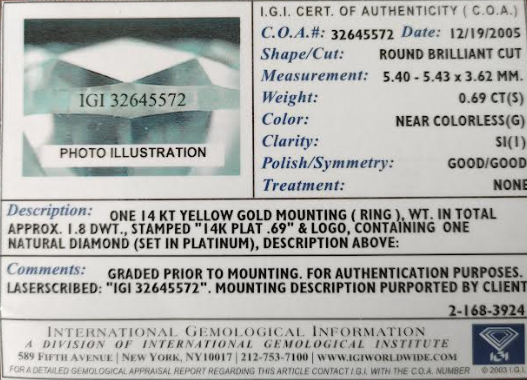 I.G.I. CERT. OF AUTHENTICITY ( C.O.A.)
C.O.A.#: 32645572 Date: 12/19/2005
Shape/Cut: ROUND BRILLIANT CUT
Measurement: 5.40 - 5.43 x 3.62 MM.
Weight: 0.69 CT(S)
Color: NEAR COLORLESS(G)
Clarity: SI(1)
Polish/Symmetry: GOOD/GOOD
Treatment: NONE
IGI 32645572
PHOTO ILLUSTRATION
Description: ONE 14 KT YELLOW GOLD MOUNTING ( RING ), WT. IN TOTAL
APPROX. 1.8 DWT., STAMPED "14K PLAT .69" & LOGO, CONTAINING ONE
NATURAL DIAMOND (SET IN PLATINUM), DESCRIPTION ABOVE:
Comments: GRADED PRIOR TO MOUNTING. FOR AUTHENTICATION PURPOSES.
LASERSCRIBED: "IGI 32645572". MOUNTING DESCRIPTION PURPORTED BY CLIENT
2-168-3924
INTERNATIONAL GEMOLOGICAL INFORMATION
A DIVISION OF INTERNATIONAL GEMOLOGICAL INSTITUTE
589 FIFTH AVENUE | NEW YORK, NY10017 | 212-753-7100 | WWW.IGIWORLDWIDE.COM
FOR A DETAILED GEMOLOGICAL APPRAISAL REPORT REGARDING THIS ARTICLE CONTACT I.G.I. WITH THE C.O.A. NUMBER
IGI
© 2003 I.G.I.